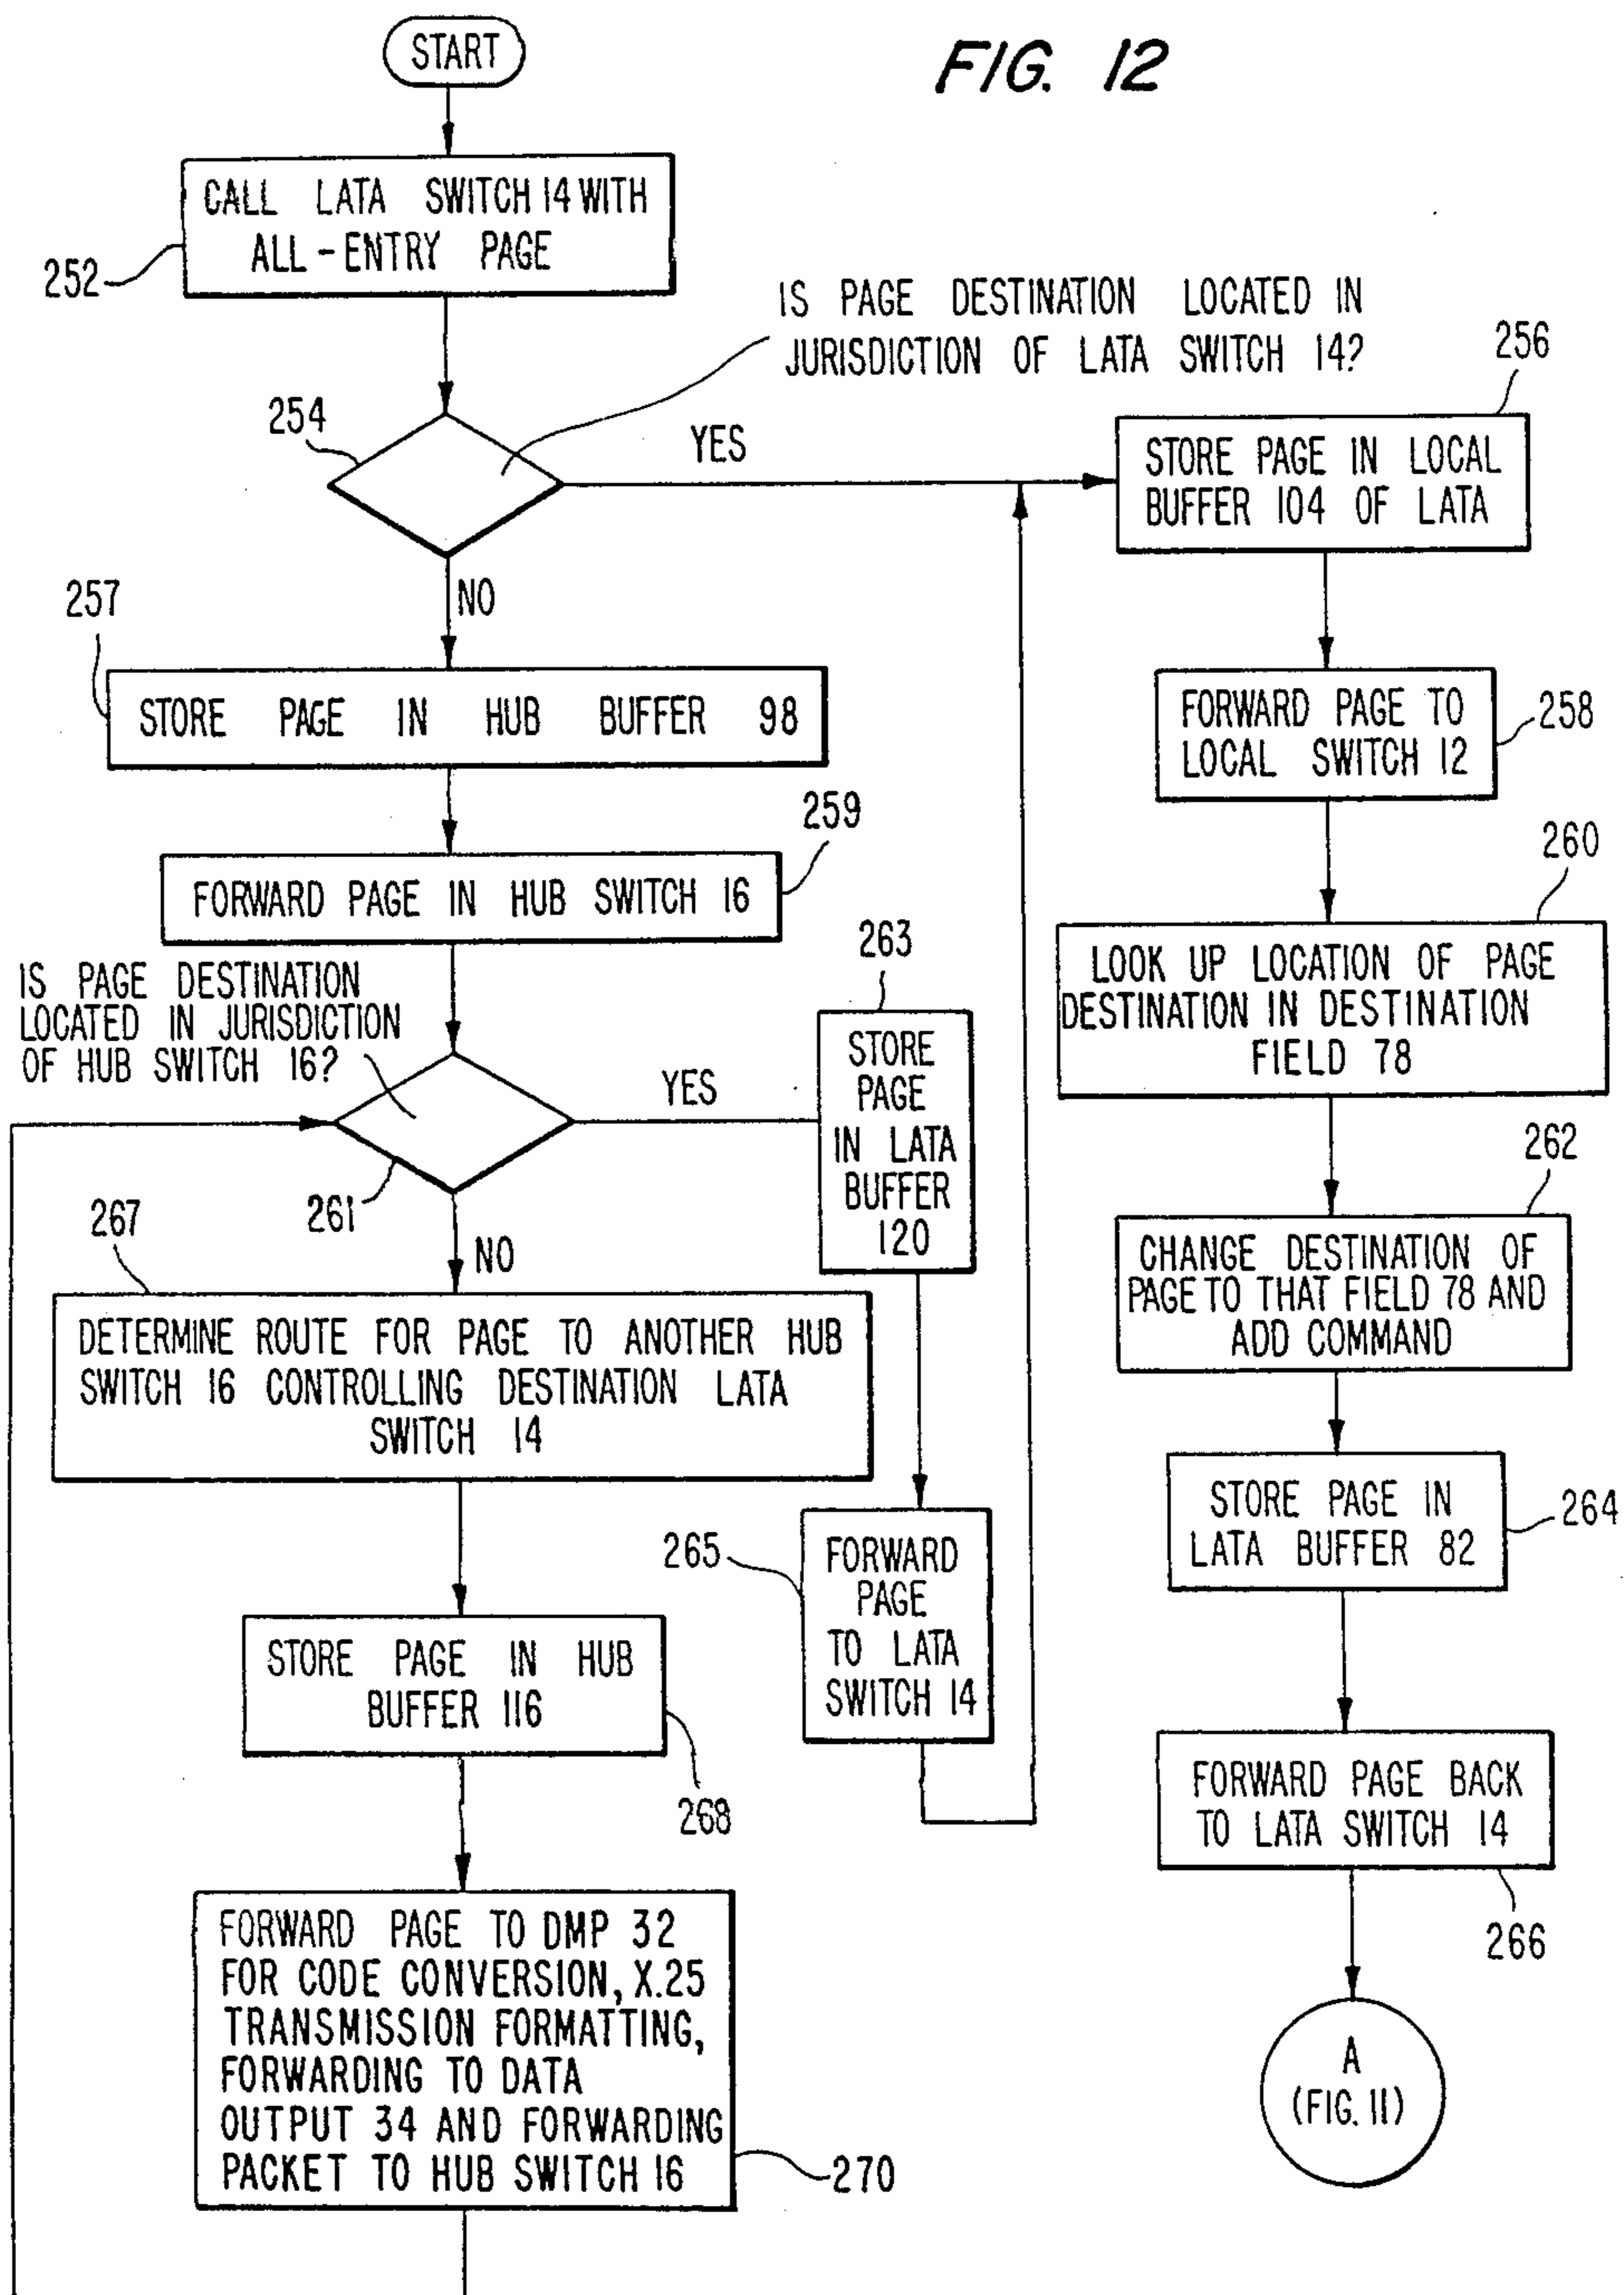 FIG. 12
START
CALL LATA SWITCH 14 WITH
ALL-ENTRY PAGE
252
IS PAGE DESTINATION LOCATED IN
JURISDICTION OF LATA SWITCH 14?
254
YES
NO
256
STORE PAGE IN LOCAL
BUFFER 104 OF LATA
257
STORE PAGE IN HUB BUFFER 98
FORWARD PAGE TO
LOCAL SWITCH 12
258
259
FORWARD PAGE IN HUB SWITCH 16
260
LOOK UP LOCATION OF PAGE
DESTINATION IN DESTINATION
FIELD 78
IS PAGE DESTINATION
LOCATED IN JURISDICTION
OF HUB SWITCH 16?
261
YES
NO
263
STORE
PAGE
IN LATA
BUFFER
120
262
CHANGE DESTINATION OF
PAGE TO THAT FIELD 78 AND
ADD COMMAND
267
DETERMINE ROUTE FOR PAGE TO ANOTHER HUB
SWITCH 16 CONTROLLING DESTINATION LATA
SWITCH 14
STORE PAGE IN
LATA BUFFER 82
264
265
FORWARD
PAGE
TO LATA
SWITCH 14
STORE PAGE IN HUB
BUFFER 116
268
FORWARD PAGE BACK
TO LATA SWITCH 14
266
FORWARD PAGE TO DMP 32
FOR CODE CONVERSION, X.25
TRANSMISSION FORMATTING,
FORWARDING TO DATA
OUTPUT 34 AND FORWARDING
PACKET TO HUB SWITCH 16
270
A
(FIG. 11)